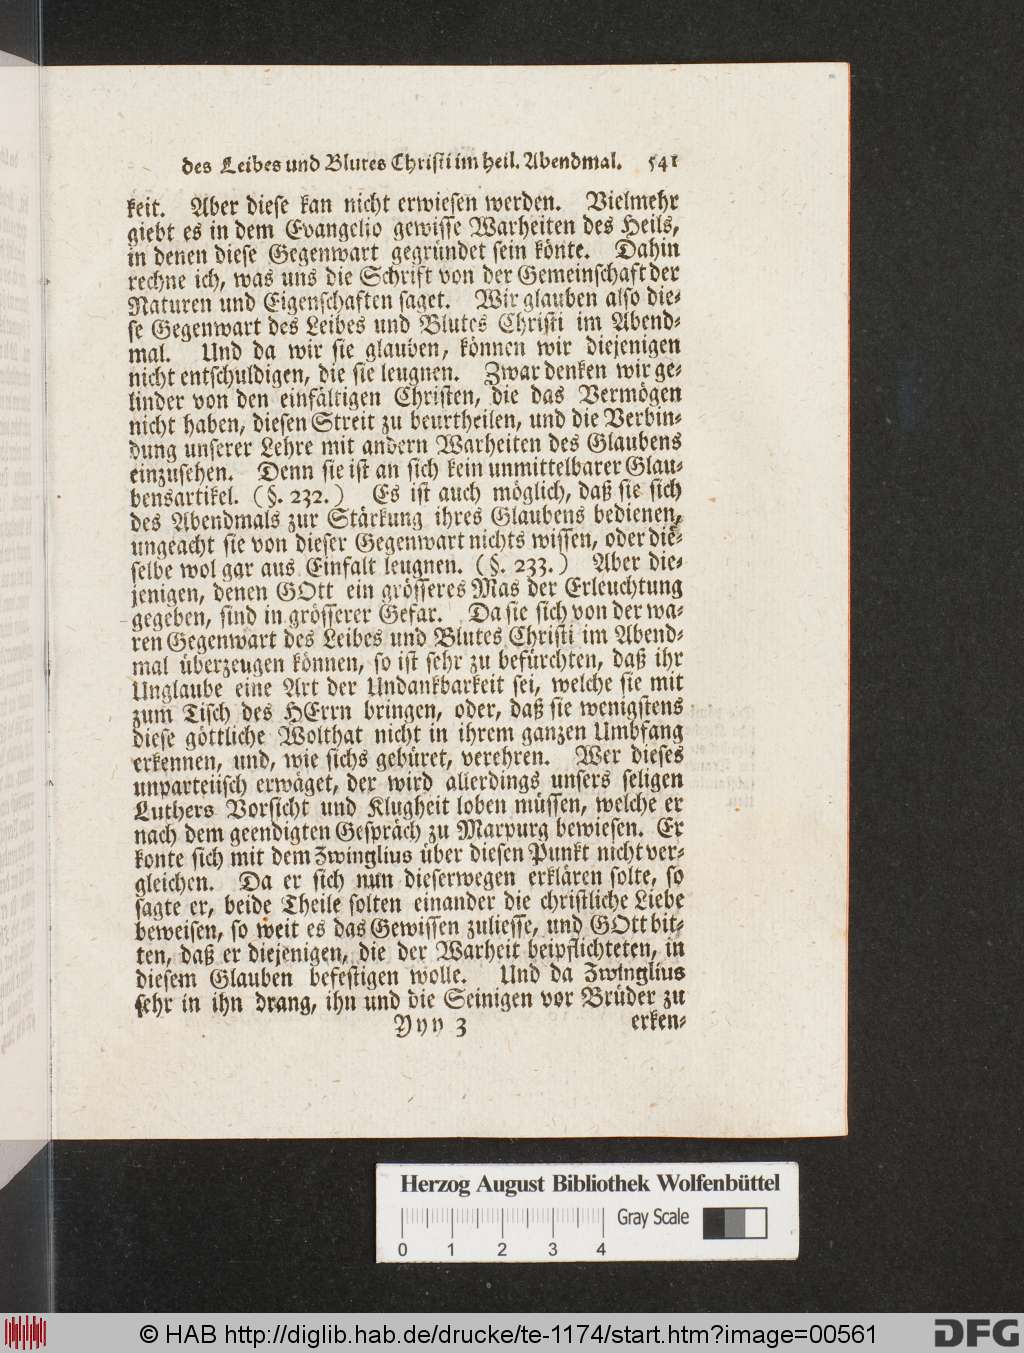 des Leibes und Blutes Christi im heil. Abendmal. 541
keit. Aber diese kan nicht erwiesen werden. Vielmehr
giebt es in dem Evangelio gewisse Warheiten des Heils,
in denen diese Gegenwart gegründet sein könte. Dahin
rechne ich, was uns die Schrift von der Gemeinschaft der
Naturen und Eigenschaften saget. Wir glauben also die-
se Gegenwart des Leibes und Blutes Christi im Abend-
mal. Und da wir sie glauben, können wir diejenigen
nicht entschuldigen, die sie leugnen. Zwar denken wir ge-
linder von den einfältigen Christen, die das Vermögen
nicht haben, diesen Streit zu beurtheilen, und die Verbin-
dung unserer Lehre mit andern Warheiten des Glaubens
einzusehen. Denn sie ist an sich kein unmittelbarer Glau-
bensartikel. (§. 232.) Es ist auch möglich, daß sie sich
des Abendmals zur Stärkung ihres Glaubens bedienen,
ungeacht sie von dieser Gegenwart nichts wissen, oder die-
selbe wol gar aus Einfalt leugnen. (§. 233.) Aber die-
jenigen, denen GOtt ein grösseres Mas der Erleuchtung
gegeben, sind in grösserer Gefar. Da sie sich von der wa-
ren Gegenwart des Leibes und Blutes Christi im Abend-
mal überzeugen können, so ist sehr zu befürchten, daß ihr
Unglaube eine Art der Undankbarkeit sei, welche sie mit
zum Tisch des HErrn bringen, oder, daß sie wenigstens
diese göttliche Wolthat nicht in ihrem ganzen Umbfang
erkennen, und, wie sichs gebüret, verehren. Wer dieses
unparteiisch erwäget, der wird allerdings unsers seligen
Luthers Vorsicht und Klugheit loben müssen, welche er
nach dem geendigten Gespräch zu Marpurg bewiesen. Er
konte sich mit dem Zwinglius über diesen Punkt nicht ver-
gleichen. Da er sich nun dieserwegen erklären solte, so
sagte er, beide Theile solten einander die christliche Liebe
beweisen, so weit es das Gewissen zuliesse, und GOtt bit-
ten, daß er diejenigen, die der Warheit beipflichteten, in
diesem Glauben befestigen wolle. Und da Zwinglius
sehr in ihn drang, ihn und die Seinigen vor Brüder zu
Yyy 3 erken-
Herzog August Bibliothek Wolfenbüttel
Gray Scale
0 1 2 3 4
© HAB http://diglib.hab.de/drucke/te-1174/start.htm?image=00561
DFG